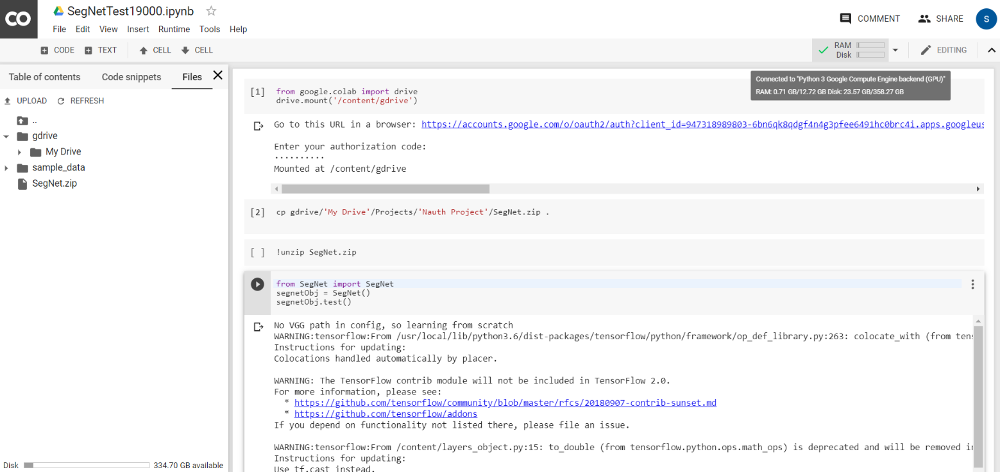 CO
SegNetTest19000.ipynb
File Edit View Insert Runtime Tools Help
COMMENT
SHARE
S
CODE TEXT CELL CELL
RAM
Disk
EDITING
Connected to "Python 3 Google Compute Engine backend (GPU)"
RAM: 0.71 GB/12.72 GB Disk: 23.57 GB/358.27 GB
Table of contents Code snippets Files
UPLOAD REFRESH
..
gdrive
My Drive
sample_data
SegNet.zip
Disk 334.70 GB available
[1] from google.colab import drive
drive.mount('/content/gdrive')
Go to this URL in a browser: https://accounts.google.com/o/oauth2/auth?client_id=947318989803-6bn6qk8qdgf4n4g3pfee6491hc0brc4i.apps.googleus
Enter your authorization code:
··········
Mounted at /content/gdrive
[2] cp gdrive/'My Drive'/Projects/'Nauth Project'/SegNet.zip .
[ ] !unzip SegNet.zip
from SegNet import SegNet
segnetObj = SegNet()
segnetObj.test()
No VGG path in config, so learning from scratch
WARNING:tensorflow:From /usr/local/lib/python3.6/dist-packages/tensorflow/python/framework/op_def_library.py:263: colocate_with (from tens
Instructions for updating:
Colocations handled automatically by placer.
WARNING: The TensorFlow contrib module will not be included in TensorFlow 2.0.
For more information, please see:
* https://github.com/tensorflow/community/blob/master/rfcs/20180907-contrib-sunset.md
* https://github.com/tensorflow/addons
If you depend on functionality not listed there, please file an issue.
WARNING:tensorflow:From /content/layers_object.py:15: to_double (from tensorflow.python.ops.math_ops) is deprecated and will be removed in
Instructions for updating:
Use tf.cast instead.